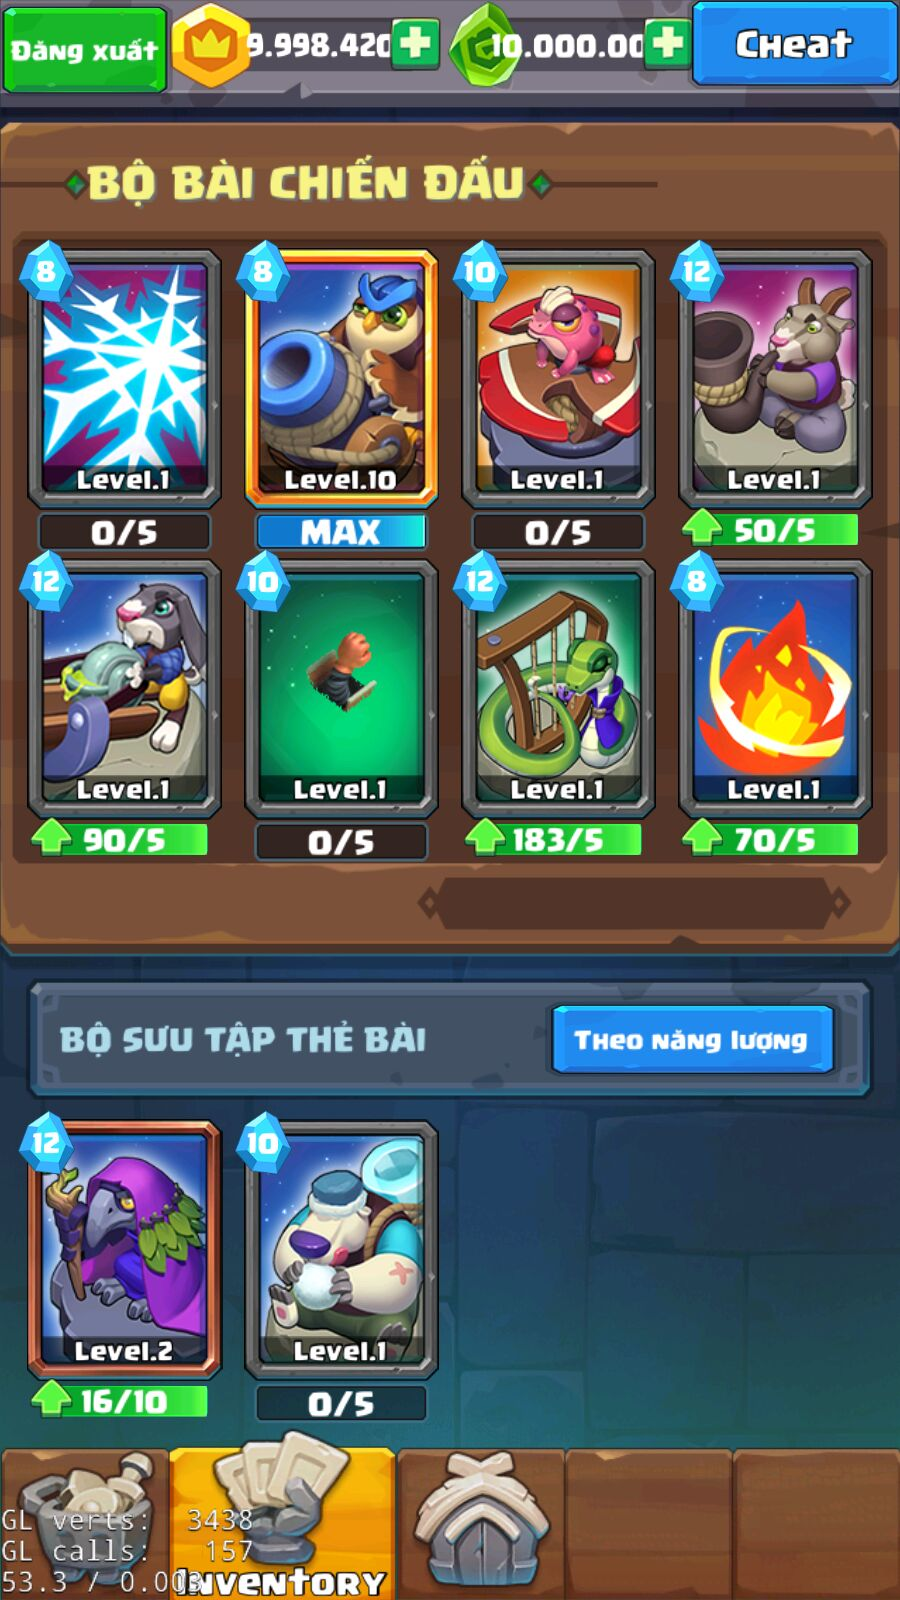 Đăng xuất
9.998.420
10.000.00
Cheat
BỘ BÀI CHIẾN ĐẤU
8
8
10
12
Level.1
Level.10
Level.1
Level.1
0/5
MAX
0/5
50/5
12
10
12
8
Level.1
Level.1
Level.1
Level.1
90/5
0/5
183/5
70/5
BỘ SƯU TẬP THẺ BÀI
Theo năng lượng
12
10
Level.2
Level.1
16/10
0/5
GL verts: 3438
GL calls: 157
53.3 / 0.003
INVENTORY